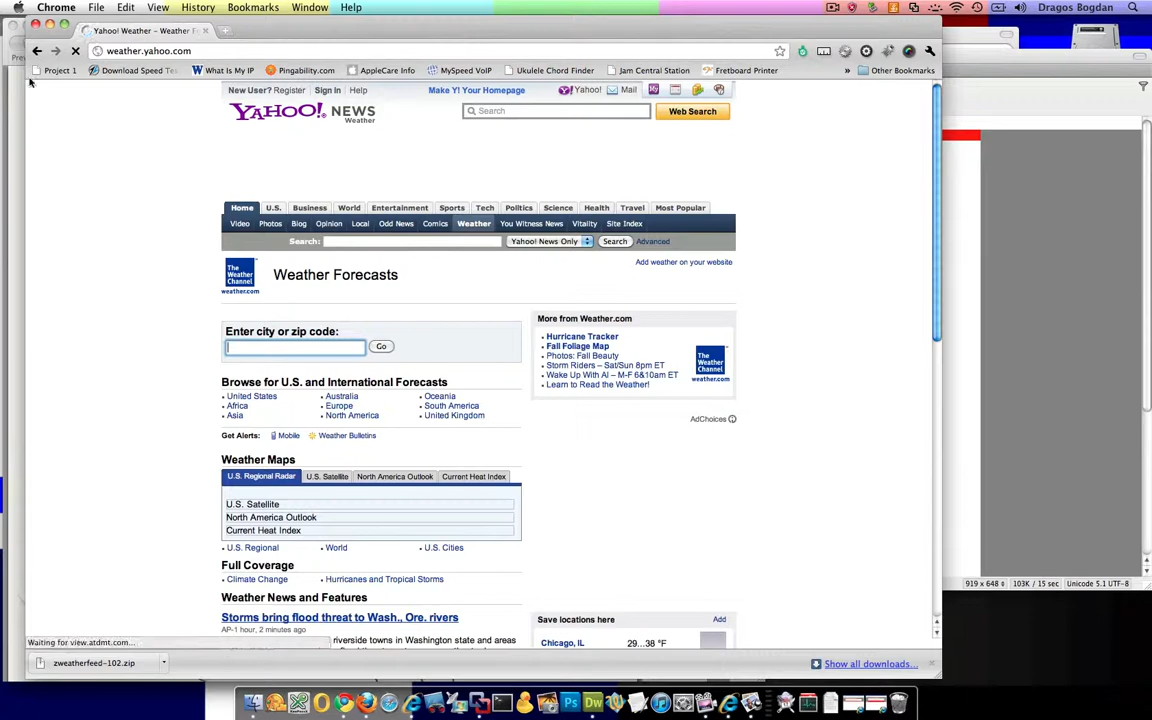 Chrome File Edit View History Bookmarks Window Help Dragos Bogdan
Yahoo! Weather - Weather F
weather.yahoo.com
Project 1 Download Speed Te What Is My IP Pingability.com AppleCare Info MySpeed VoIP Ukulele Chord Finder Jam Central Station Fretboard Printer » Other Bookmarks
New User? Register Sign In Help Make Y! Your Homepage Yahoo! Mail
YAHOO! NEWS
Weather
Search Web Search
Home U.S. Business World Entertainment Sports Tech Politics Science Health Travel Most Popular
Video Photos Blog Opinion Local Odd News Comics Weather You Witness News Vitality Site Index
Search: Yahoo! News Only Search Advanced
The Weather Channel
weather.com
Weather Forecasts
Add weather on your website
Enter city or zip code:
Go
Browse for U.S. and International Forecasts
United States Australia Oceania
Africa Europe South America
Asia North America United Kingdom
Get Alerts: Mobile Weather Bulletins
More from Weather.com
Hurricane Tracker
Fall Foliage Map
Photos: Fall Beauty
Storm Riders – Sat/Sun 8pm ET
Wake Up With Al – M-F 6&10am ET
Learn to Read the Weather!
The Weather Channel
weather.com
AdChoices
Weather Maps
U.S. Regional Radar U.S. Satellite North America Outlook Current Heat Index
U.S. Satellite
North America Outlook
Current Heat Index
U.S. Regional World U.S. Cities
Full Coverage
Climate Change Hurricanes and Tropical Storms
Weather News and Features
Storms bring flood threat to Wash., Ore. rivers
AP-1 hour, 2 minutes ago
riverside towns in Washington state and areas
Save locations here Add
Chicago, IL 29...38 °F
Waiting for view.atdmt.com...
zweatherfeed-102.zip
Show all downloads...
919 x 648 103K / 15 sec Unicode 5.1 UTF-8